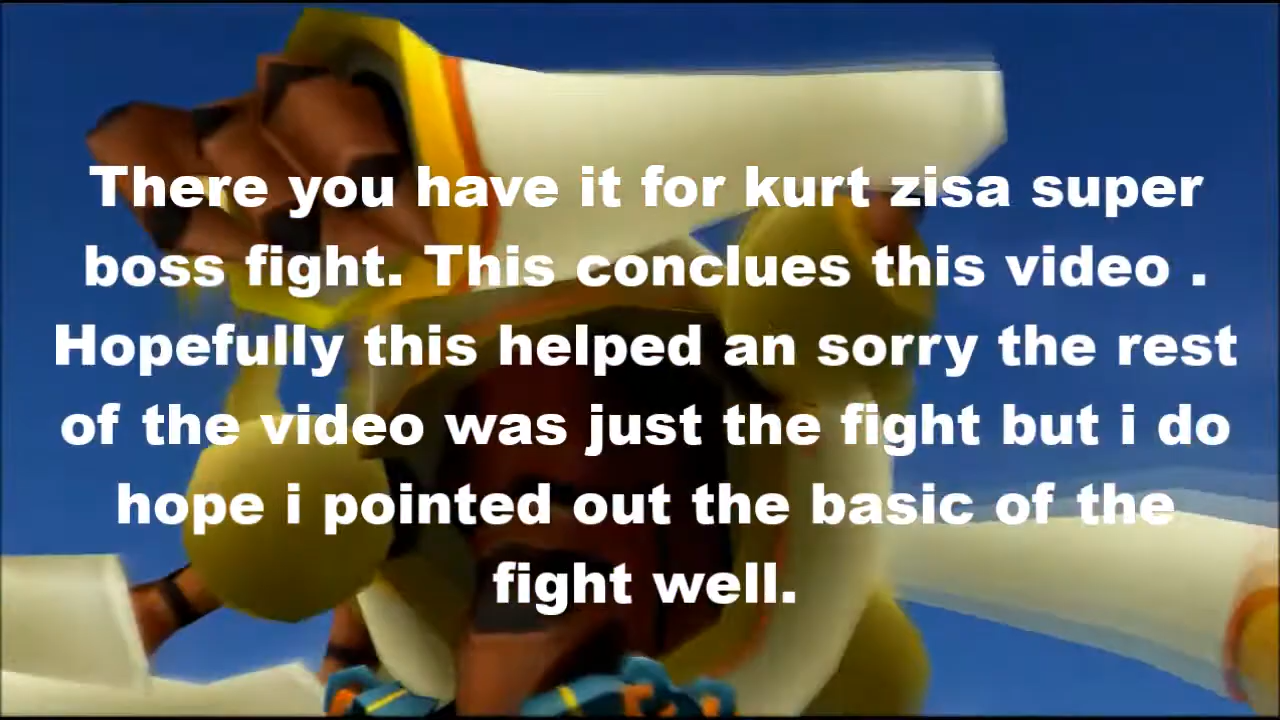 There you have it for kurt zisa super
boss fight. This conclues this video .
Hopefully this helped an sorry the rest
of the video was just the fight but i do
hope i pointed out the basic of the
fight well.